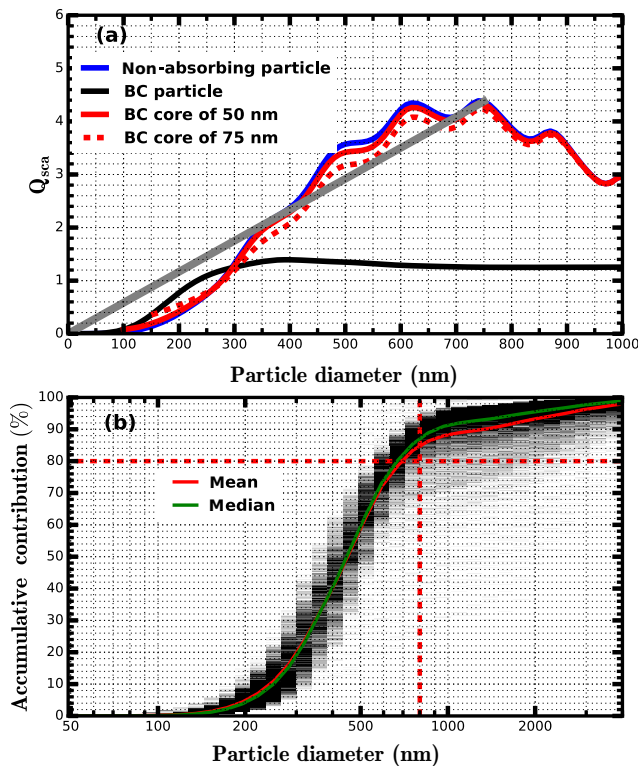 (a)
Non-absorbing particle
BC particle
BC core of 50 nm
BC core of 75 nm
Q_sca
6
5
4
3
2
1
0
0 100 200 300 400 500 600 700 800 900 1000
Particle diameter (nm)
(b)
Mean
Median
Accumulative contribution (%)
100
90
80
70
60
50
40
30
20
10
0
50 100 200 500 1000 2000
Particle diameter (nm)